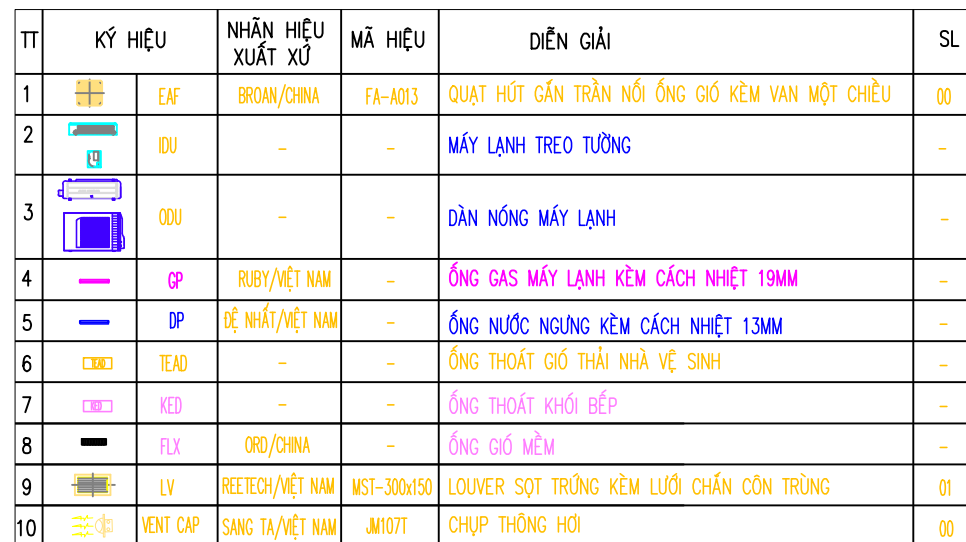 TT KÝ HIỆU NHÃN HIỆU XUẤT XỨ MÃ HIỆU DIỄN GIẢI SL
1 EAF BROAN/CHINA FA-A013 QUẠT HÚT GẮN TRẦN NỐI ỐNG GIÓ KÈM VAN MỘT CHIỀU 00
2 IDU - - MÁY LẠNH TREO TƯỜNG -
3 ODU - - DÀN NÓNG MÁY LẠNH -
4 GP RUBY/VIỆT NAM - ỐNG GAS MÁY LẠNH KÈM CÁCH NHIỆT 19MM -
5 DP ĐỆ NHẤT/VIỆT NAM - ỐNG NƯỚC NGƯNG KÈM CÁCH NHIỆT 13MM -
6 TEAD TEAD - - ỐNG THOÁT GIÓ THẢI NHÀ VỆ SINH -
7 KED KED - - ỐNG THOÁT KHÓI BẾP -
8 FLX ORD/CHINA - ỐNG GIÓ MỀM -
9 LV REETECH/VIỆT NAM MST-300x150 LOUVER SỌT TRỨNG KÈM LƯỚI CHẮN CÔN TRÙNG 01
10 VENT CAP SANG TA/VIỆT NAM JM107T CHỤP THÔNG HƠI 00